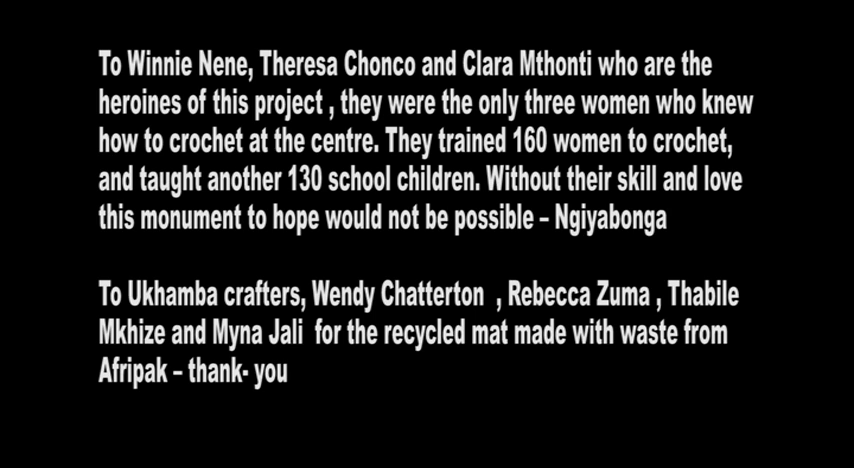 To Winnie Nene, Theresa Chonco and Clara Mthonti who are the
heroines of this project , they were the only three women who knew
how to crochet at the centre. They trained 160 women to crochet,
and taught another 130 school children. Without their skill and love
this monument to hope would not be possible – Ngiyabonga
To Ukhamba crafters, Wendy Chatterton , Rebecca Zuma , Thabile
Mkhize and Myna Jali for the recycled mat made with waste from
Afripak – thank- you